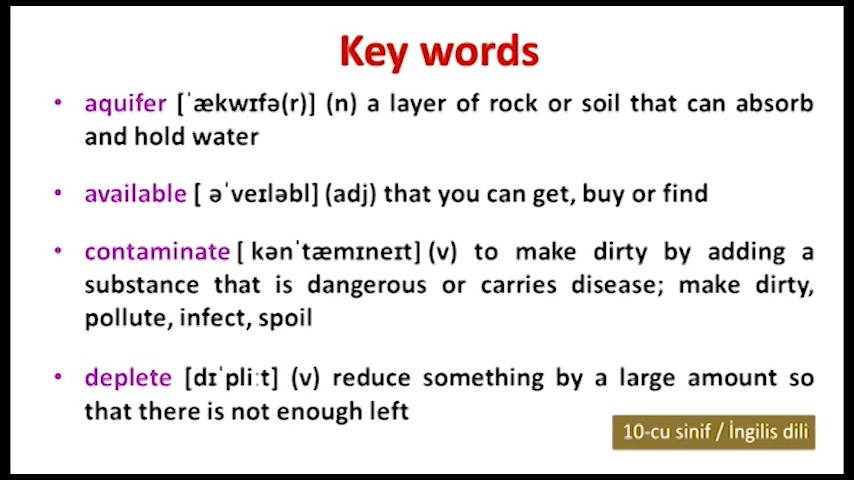 Key words
• aquifer [ˈækwɪfə(r)] (n) a layer of rock or soil that can absorb
and hold water
• available [ əˈveɪləbl] (adj) that you can get, buy or find
• contaminate [ kənˈtæmɪneɪt] (v) to make dirty by adding a
substance that is dangerous or carries disease; make dirty,
pollute, infect, spoil
• deplete [dɪˈpliːt] (v) reduce something by a large amount so
that there is not enough left
10-cu sinif / İngilis dili